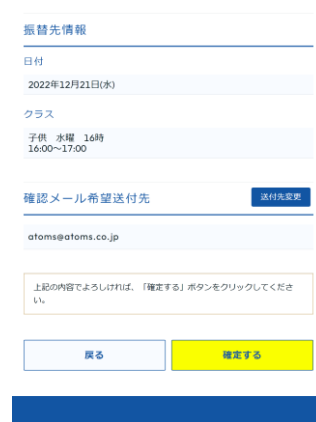 振替先情報
日付
2022年12月21日(水)
クラス
子供　水曜　16時
16:00〜17:00
確認メール希望送付先
送付先変更
atoms@atoms.co.jp
上記の内容でよろしければ、「確定する」ボタンをクリックしてくださ
い。
戻る
確定する